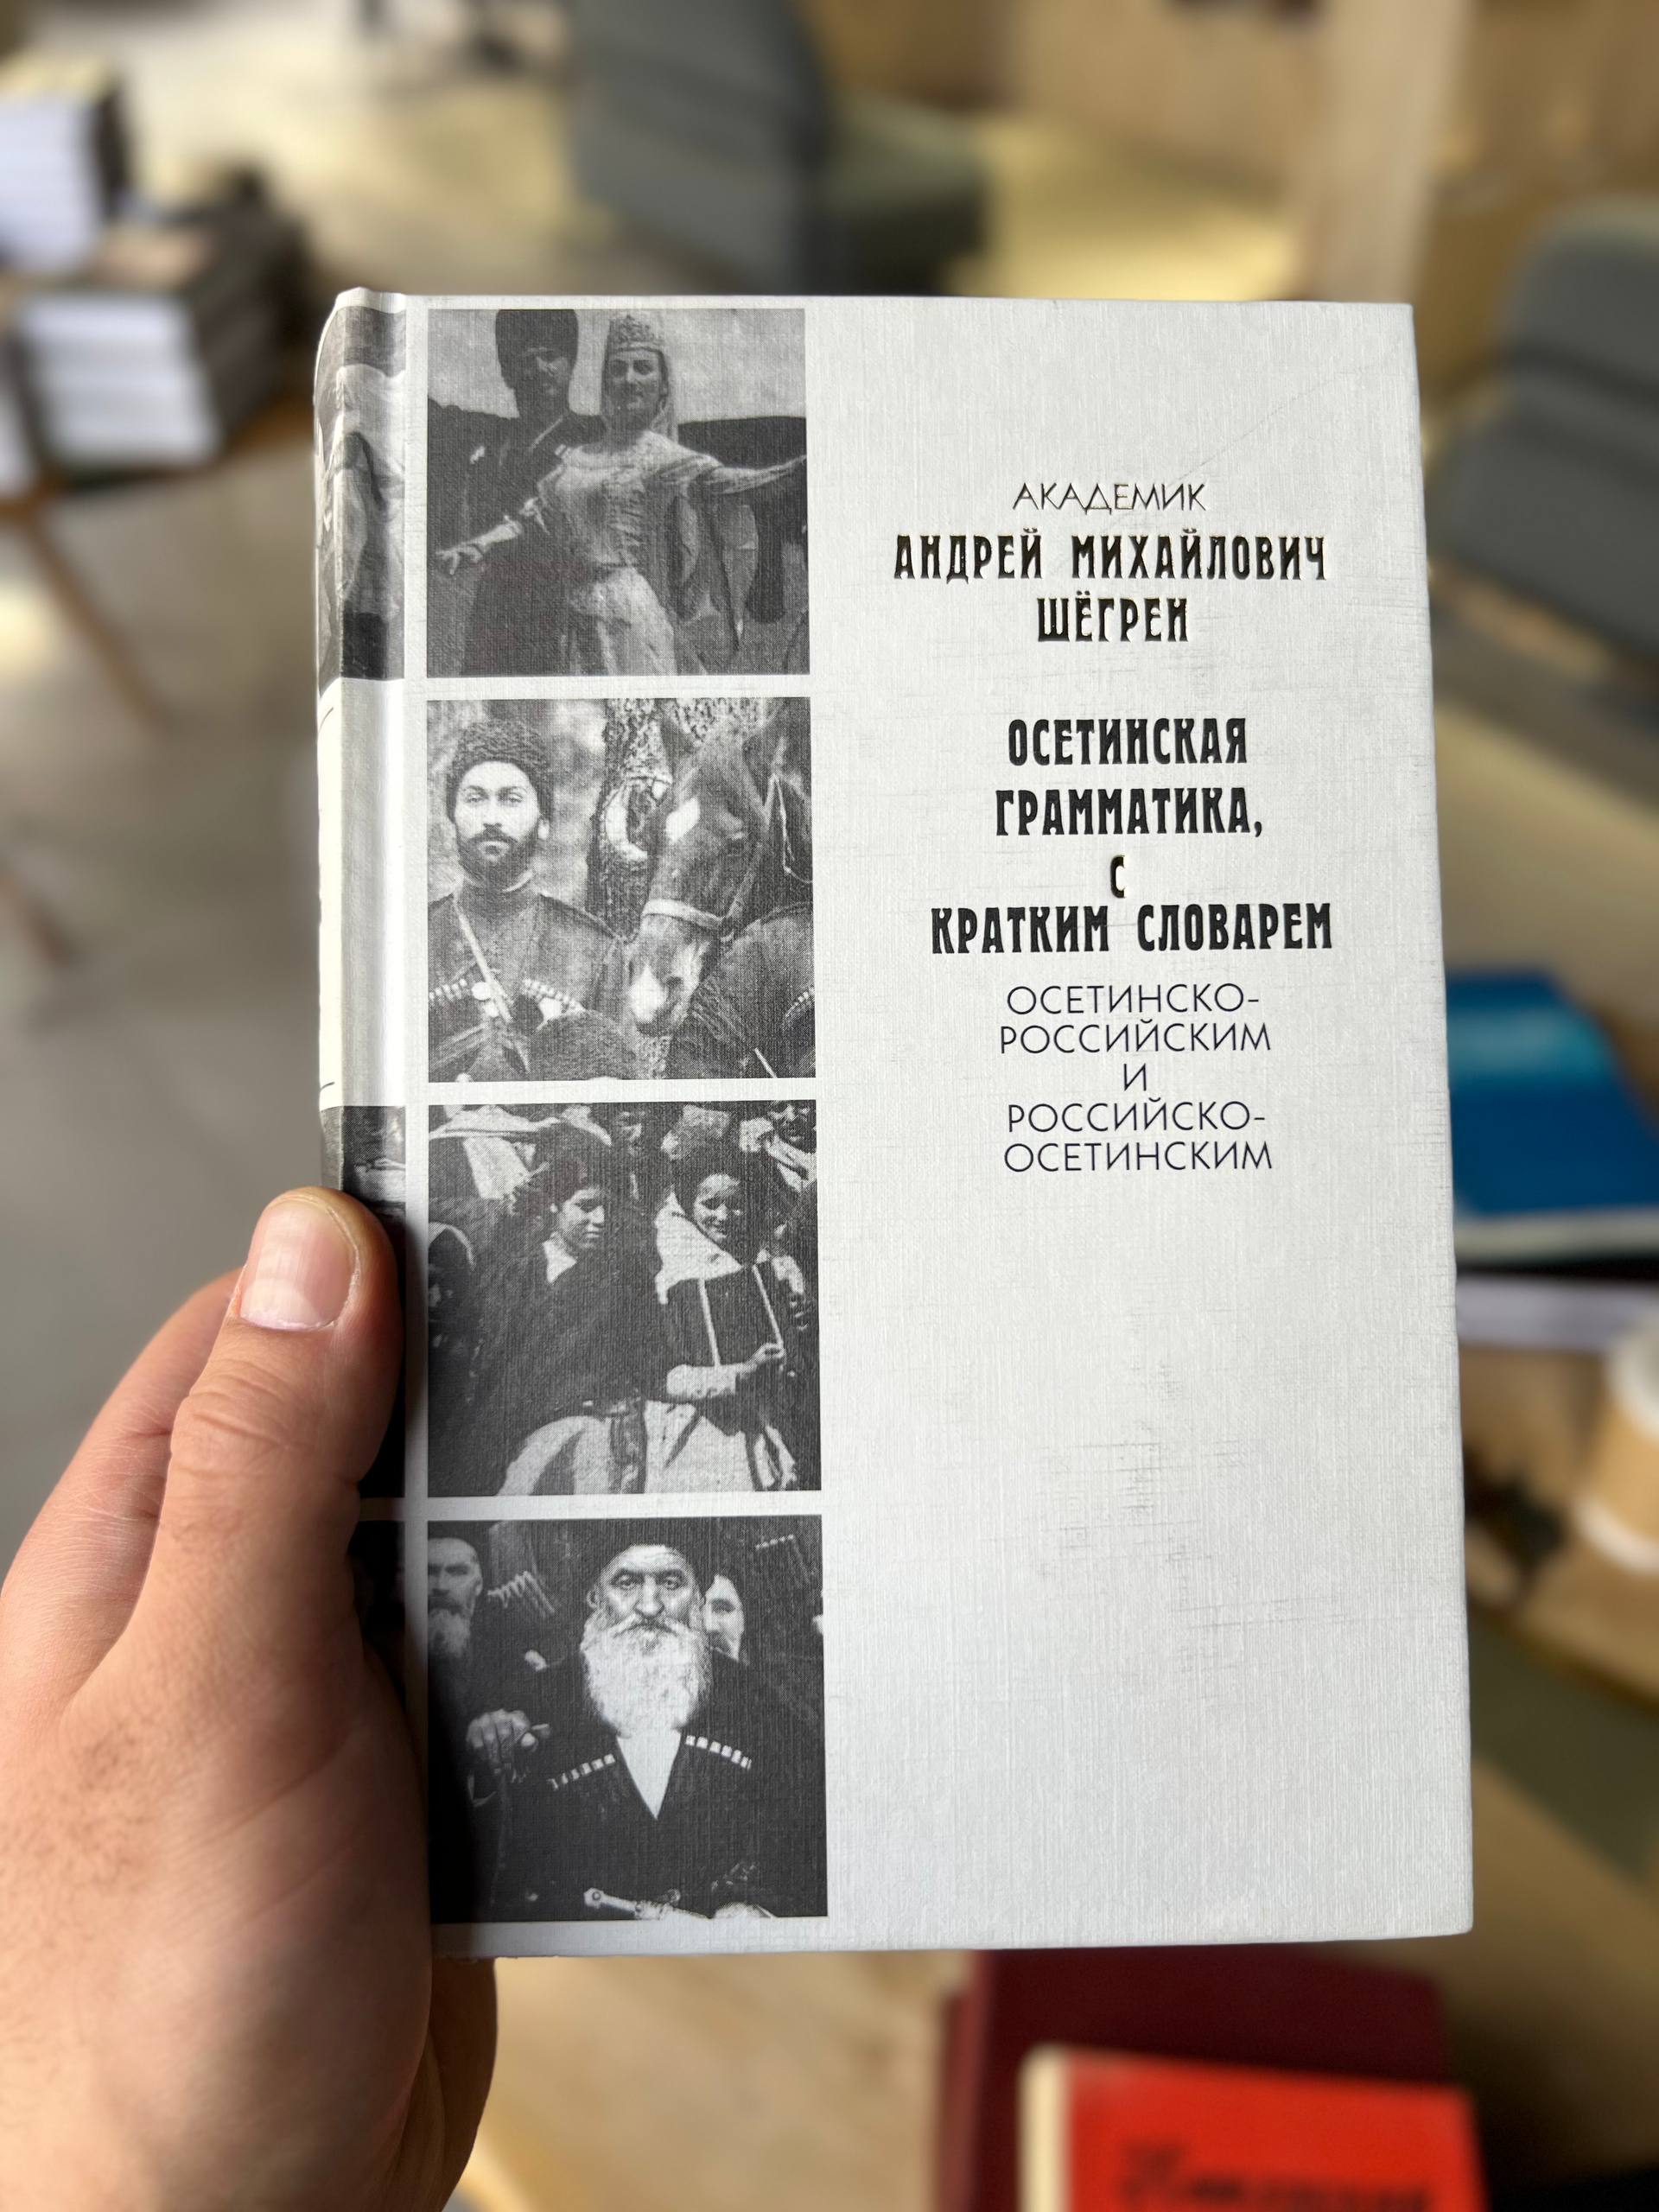 АКАДЕМИК
АНДРЕЙ МИХАЙЛОВИЧ
ШЁГРЕН
ОСЕТИНСКАЯ
ГРАММАТИКА,
С
КРАТКИМ СЛОВАРЕМ
ОСЕТИНСКО-
РОССИЙСКИМ
И
РОССИЙСКО-
ОСЕТИНСКИМ